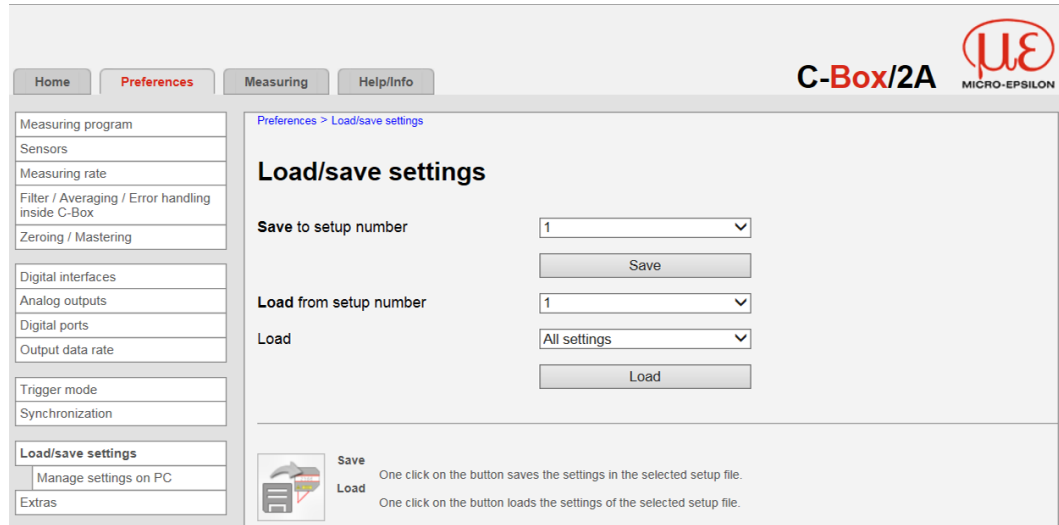 Home
Preferences
Measuring
Help/Info
C-Box/2A
με
MICRO-EPSILON
Measuring program
Sensors
Measuring rate
Filter / Averaging / Error handling
inside C-Box
Zeroing / Mastering
Digital interfaces
Analog outputs
Digital ports
Output data rate
Trigger mode
Synchronization
Load/save settings
Manage settings on PC
Extras
Preferences > Load/save settings
Load/save settings
Save to setup number 1
Save
Load from setup number 1
Load All settings
Load
Save
One click on the button saves the settings in the selected setup file.
Load
One click on the button loads the settings of the selected setup file.